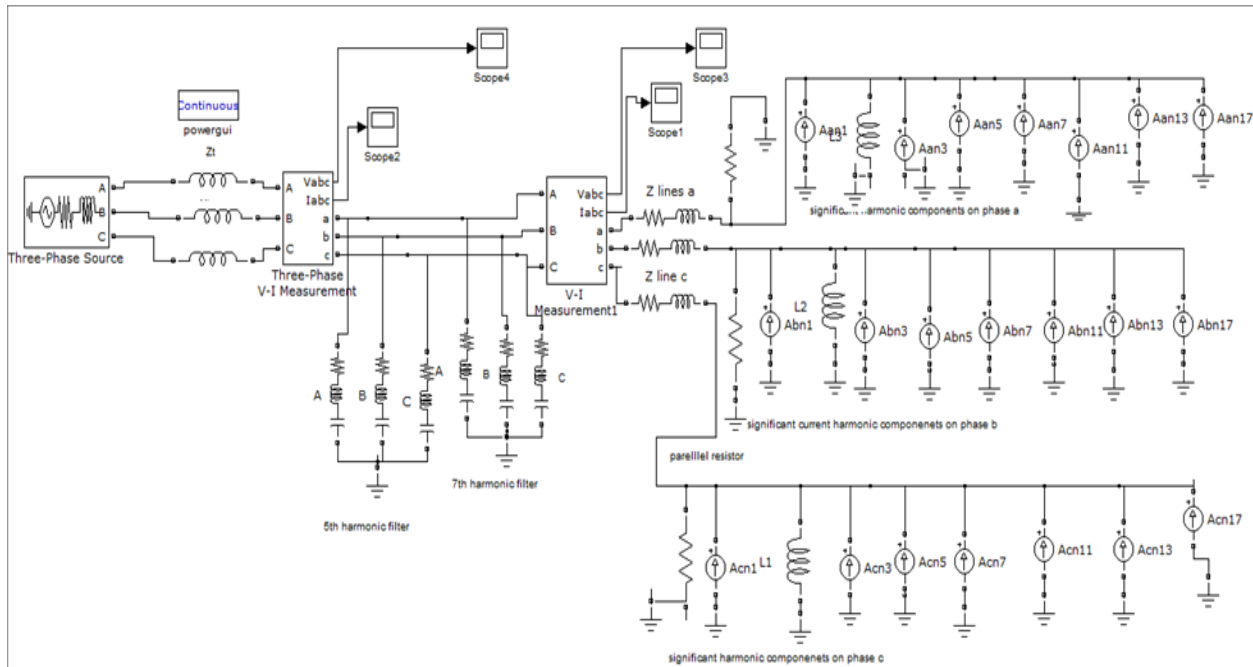 Scope4
Scope3
Continuous
powergui
Scope2
Scope1
Zt
...
A
B
C
Three-Phase Source
A
B
C
Vabc
Iabc
a
b
c
Three-Phase
V-I Measurement
A
B
C
Vabc
Iabc
a
b
c
V-I
Measurement1
Z lines a
Z line c
Aan1
L3
Aan3
Aan5
Aan7
Aan11
Aan13
Aan17
significant harmonic components on phase a
Abn1
L2
Abn3
Abn5
Abn7
Abn11
Abn13
Abn17
significant current harmonic componenets on phase b
A
B
C
A
B
C
5th harmonic filter
7th harmonic filter
parelllel resistor
Acn1
L1
Acn3
Acn5
Acn7
Acn11
Acn13
Acn17
significant harmonic componenets on phase c